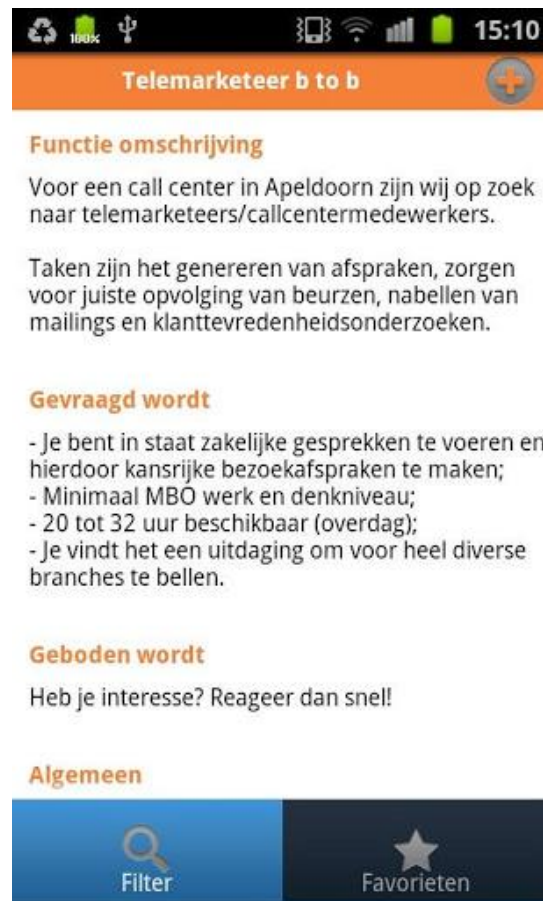 100%
15:10
Telemarketeer b to b
Functie omschrijving
Voor een call center in Apeldoorn zijn wij op zoek
naar telemarketeers/callcentermedewerkers.
Taken zijn het genereren van afspraken, zorgen
voor juiste opvolging van beurzen, nabellen van
mailings en klanttevredenheidsonderzoeken.
Gevraagd wordt
- Je bent in staat zakelijke gesprekken te voeren en
hierdoor kansrijke bezoekafspraken te maken;
- Minimaal MBO werk en denkniveau;
- 20 tot 32 uur beschikbaar (overdag);
- Je vindt het een uitdaging om voor heel diverse
branches te bellen.
Geboden wordt
Heb je interesse? Reageer dan snel!
Algemeen
Filter
Favorieten